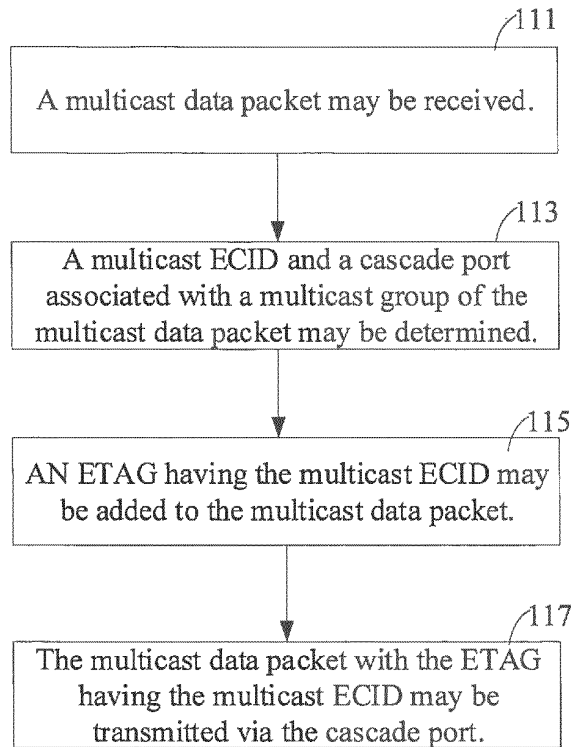 111
A multicast data packet may be received.
113
A multicast ECID and a cascade port
associated with a multicast group of the
multicast data packet may be determined.
115
AN ETAG having the multicast ECID may
be added to the multicast data packet.
117
The multicast data packet with the ETAG
having the multicast ECID may be
transmitted via the cascade port.